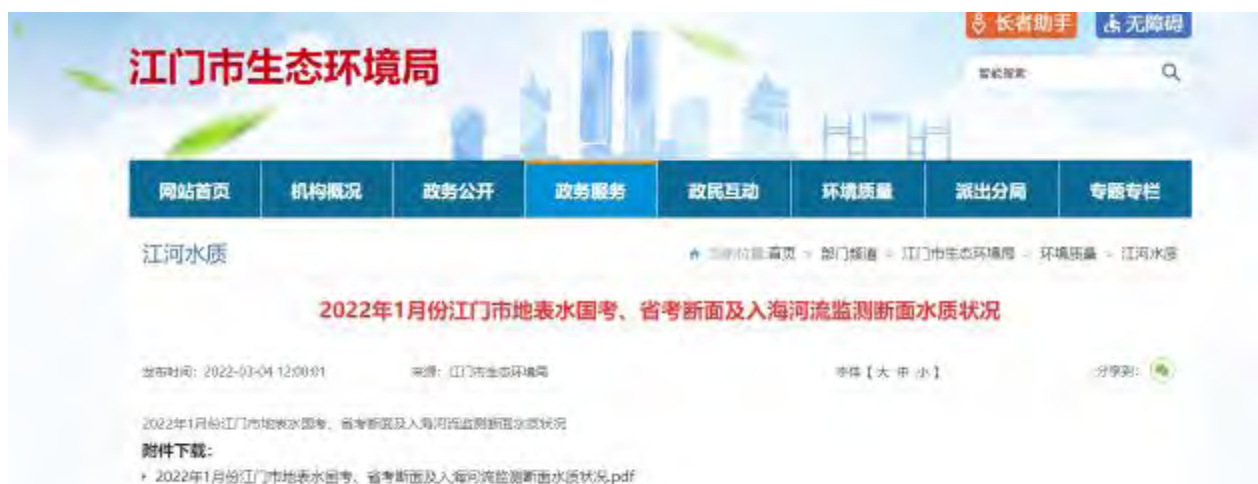 长者助手 无障碍
江门市生态环境局
智能搜索
网站首页 机构概况 政务公开 政务服务 政民互动 环境质量 派出分局 专题专栏
江河水质
当前位置:首页 > 部门频道 > 江门市生态环境局 > 环境质量 > 江河水质
2022年1月份江门市地表水国考、省考断面及入海河流监测断面水质状况
发布时间: 2022-03-04 12:00:01 来源: 江门市生态环境局 字体【大 中 小】 分享到:
2022年1月份江门市地表水国考、省考断面及入海河流监测断面水质状况
附件下载:
2022年1月份江门市地表水国考、省考断面及入海河流监测断面水质状况.pdf